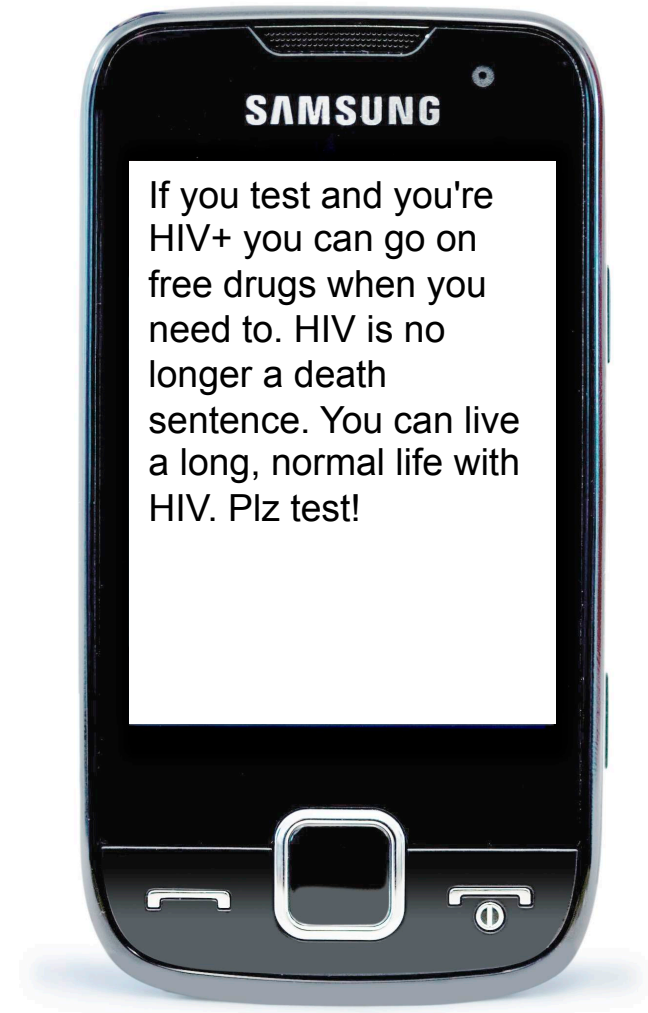 SAMSUNG
If you test and you're
HIV+ you can go on
free drugs when you
need to. HIV is no
longer a death
sentence. You can live
a long, normal life with
HIV. Plz test!